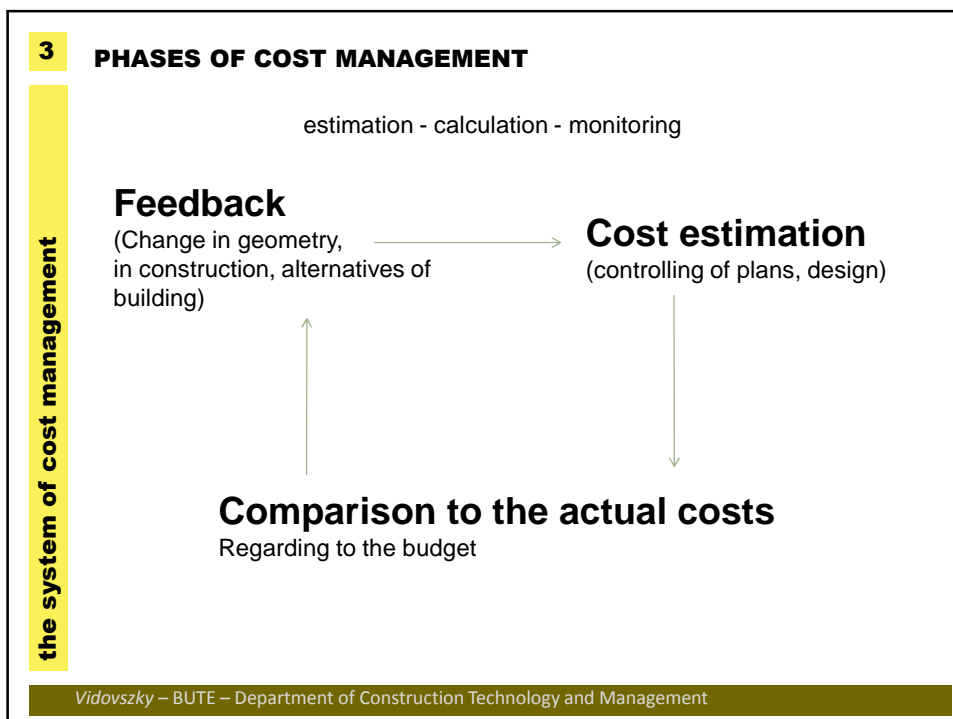 3
PHASES OF COST MANAGEMENT
the system of cost management
estimation - calculation - monitoring
Feedback
(Change in geometry,
in construction, alternatives of
building)
Cost estimation
(controlling of plans, design)
Comparison to the actual costs
Regarding to the budget
Vidovszky – BUTE – Department of Construction Technology and Management